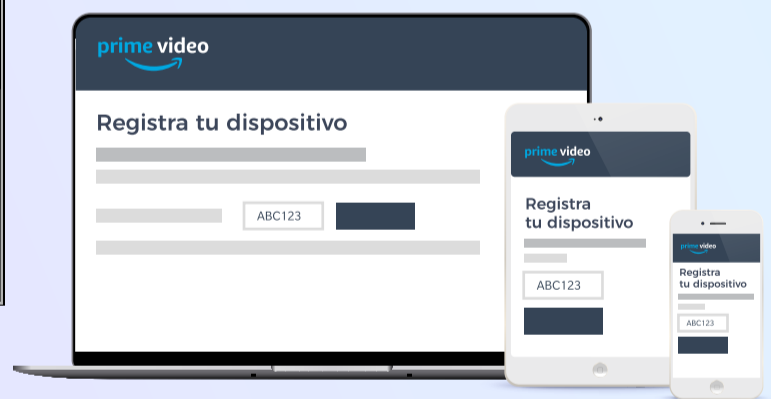 prime video
Registra tu dispositivo
ABC123
prime video
Registra
tu dispositivo
ABC123
prime video
Registra
tu dispositivo
ABC123